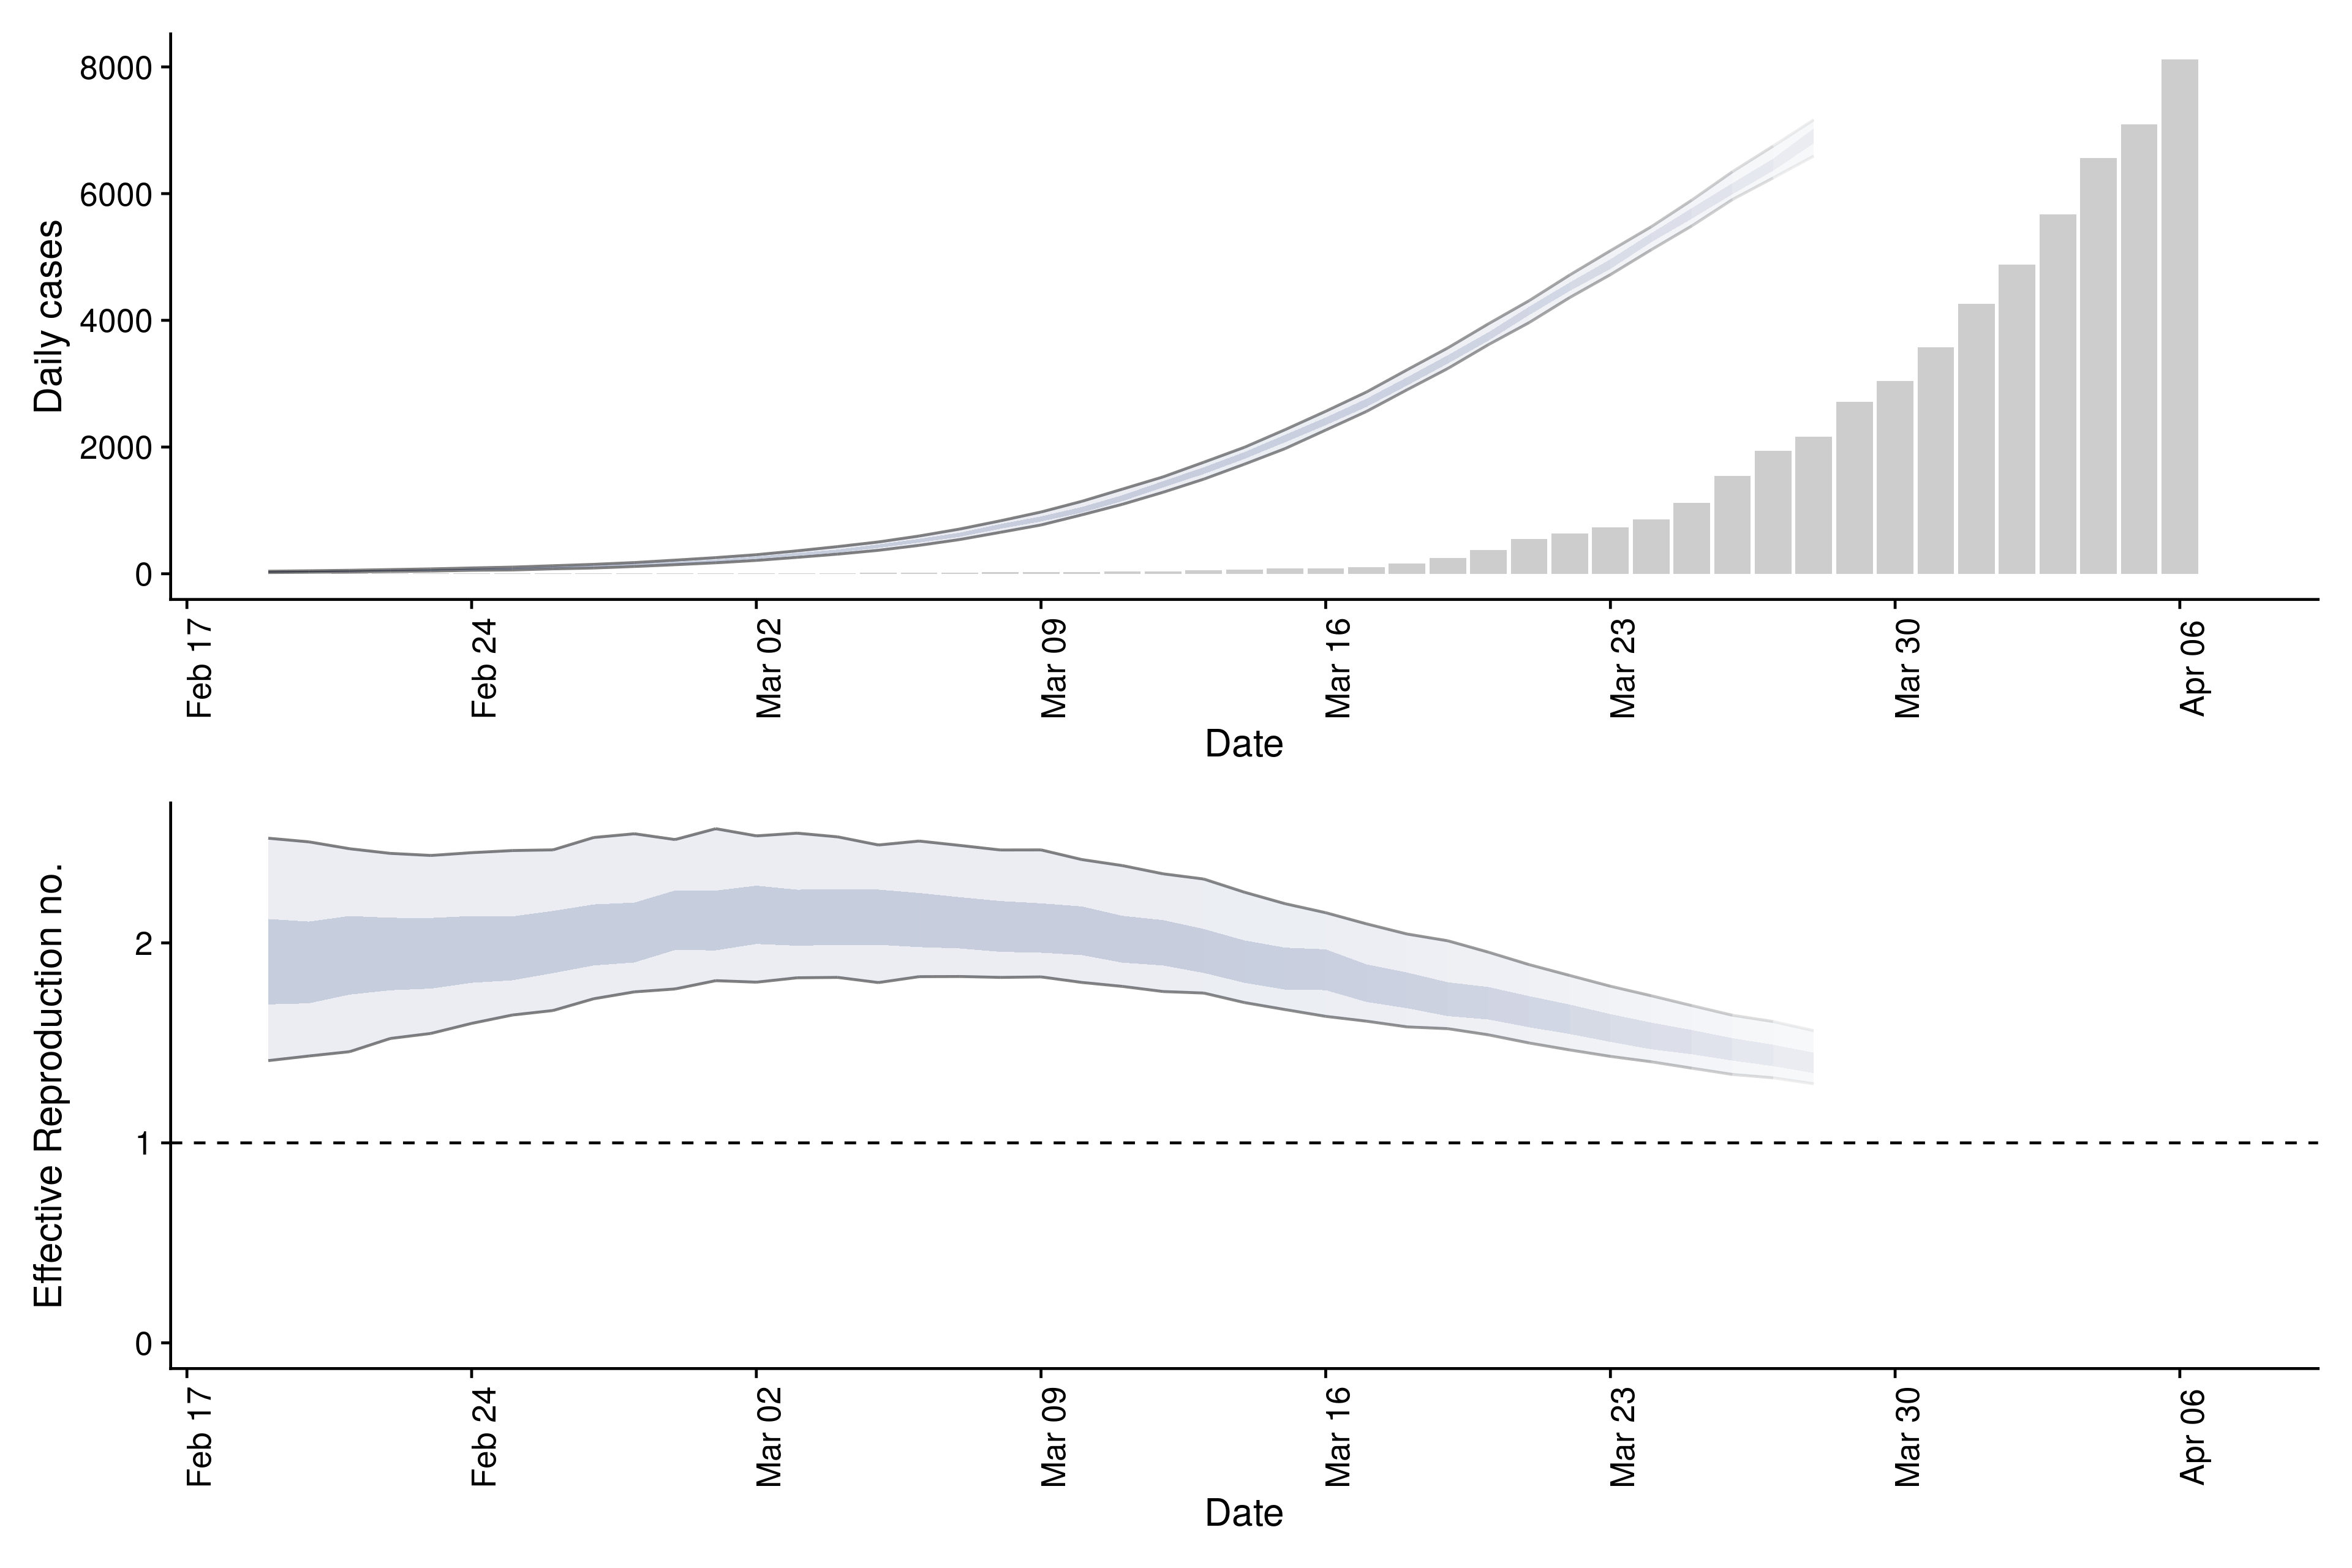 8000
6000
4000
2000
0
Daily cases
Feb 17
Feb 24
Mar 02
Mar 09
Mar 16
Mar 23
Mar 30
Apr 06
Date
2
1
0
Effective Reproduction no.
Feb 17
Feb 24
Mar 02
Mar 09
Mar 16
Mar 23
Mar 30
Apr 06
Date